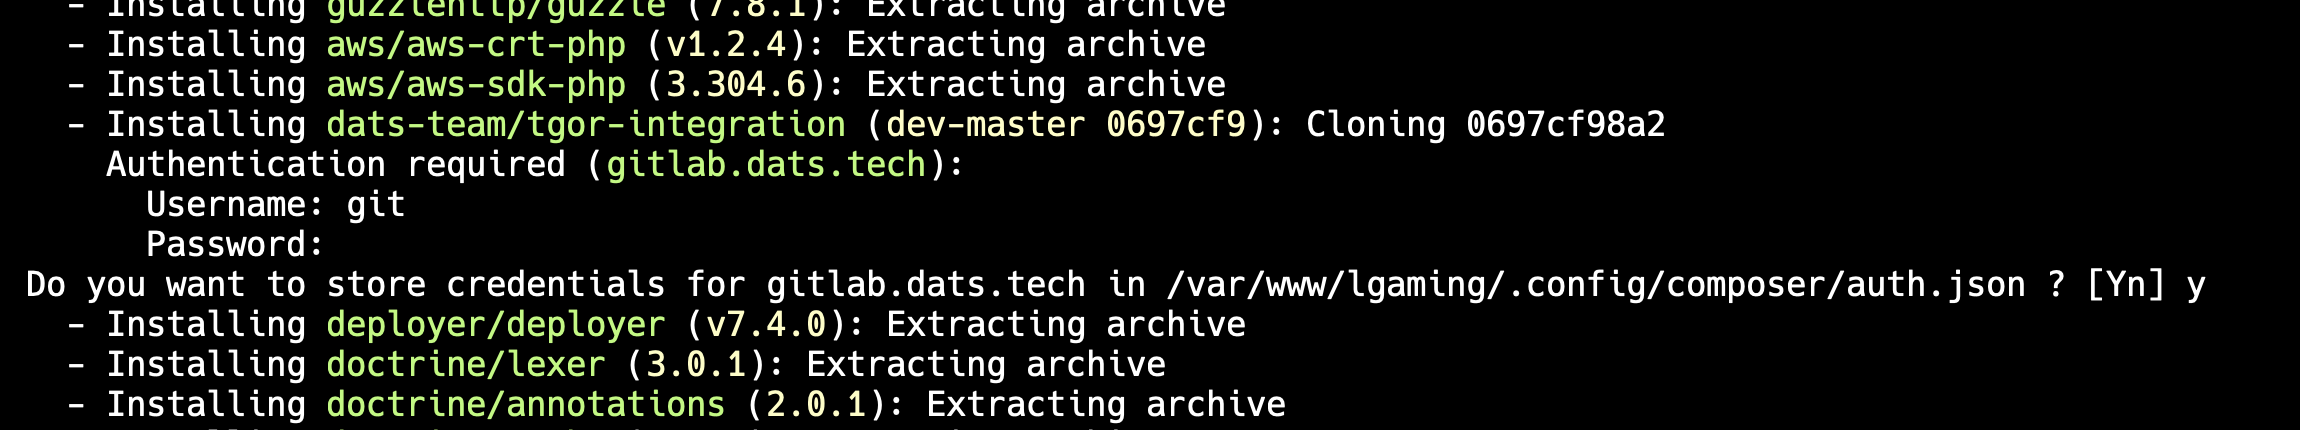 - Installing guzzlehttp/guzzle (7.8.1): Extracting archive
- Installing aws/aws-crt-php (v1.2.4): Extracting archive
- Installing aws/aws-sdk-php (3.304.6): Extracting archive
- Installing dats-team/tgor-integration (dev-master 0697cf9): Cloning 0697cf98a2
Authentication required (gitlab.dats.tech):
Username: git
Password:
Do you want to store credentials for gitlab.dats.tech in /var/www/lgaming/.config/composer/auth.json ? [Yn] y
- Installing deployer/deployer (v7.4.0): Extracting archive
- Installing doctrine/lexer (3.0.1): Extracting archive
- Installing doctrine/annotations (2.0.1): Extracting archive